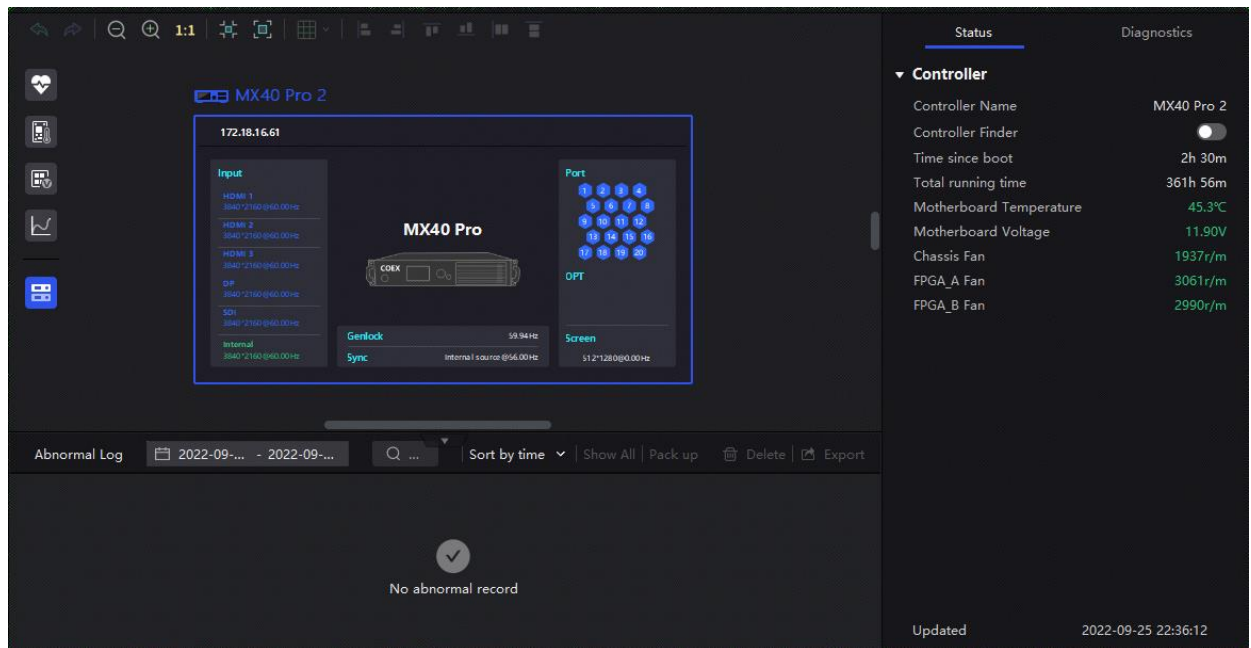 1:1
Status Diagnostics
Controller
Controller Name MX40 Pro 2
Controller Finder
Time since boot 2h 30m
Total running time 361h 56m
Motherboard Temperature 45.3℃
Motherboard Voltage 11.90V
Chassis Fan 1937r/m
FPGA_A Fan 3061r/m
FPGA_B Fan 2990r/m
Updated 2022-09-25 22:36:12
MX40 Pro 2
172.18.16.61
Input
HDMI 1
3840*2160@60.00Hz
HDMI 2
3840*2160@60.00Hz
HDMI 3
3840*2160@60.00Hz
DP
3840*2160@60.00Hz
SDI
3840*2160@60.00Hz
Internal
3840*2160@60.00Hz
MX40 Pro
COEX
Genlock 59.94Hz
Sync Internal source@56.00Hz
Port
1 2 3 4
5 6 7 8
9 10 11 12
13 14 15 16
17 18 19 20
OPT
Screen
512*1280@0.00Hz
Abnormal Log 2022-09-... - 2022-09-... ... Sort by time Show All Pack up Delete Export
No abnormal record